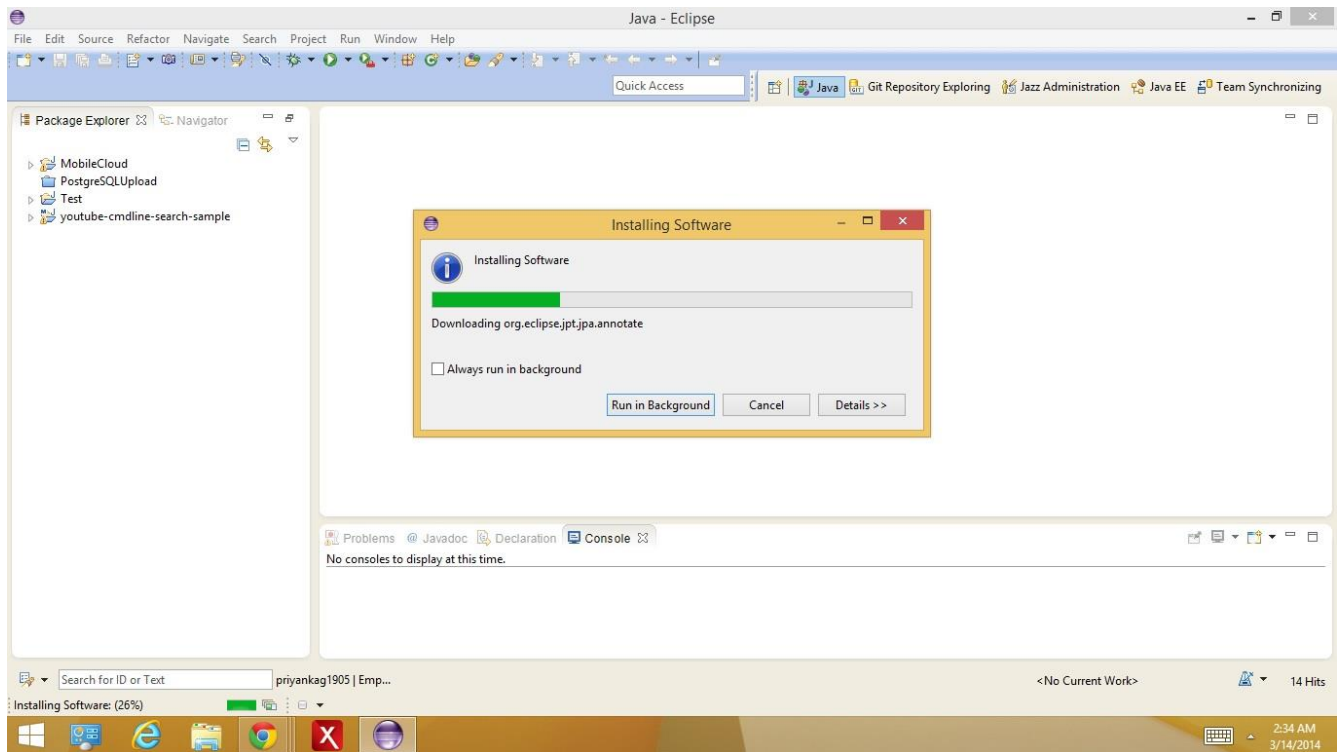 Java - Eclipse
File Edit Source Refactor Navigate Search Project Run Window Help
Quick Access
Java Git Repository Exploring Jazz Administration Java EE Team Synchronizing
Package Explorer Navigator
MobileCloud
PostgreSQLUpload
Test
youtube-cmdline-search-sample
Installing Software
Installing Software
Downloading org.eclipse.jpt.jpa.annotate
Always run in background
Run in Background Cancel Details >>
Problems @ Javadoc Declaration Console
No consoles to display at this time.
Search for ID or Text priyankag1905 | Emp... <No Current Work> 14 Hits
Installing Software: (26%)
2:34 AM
3/14/2014